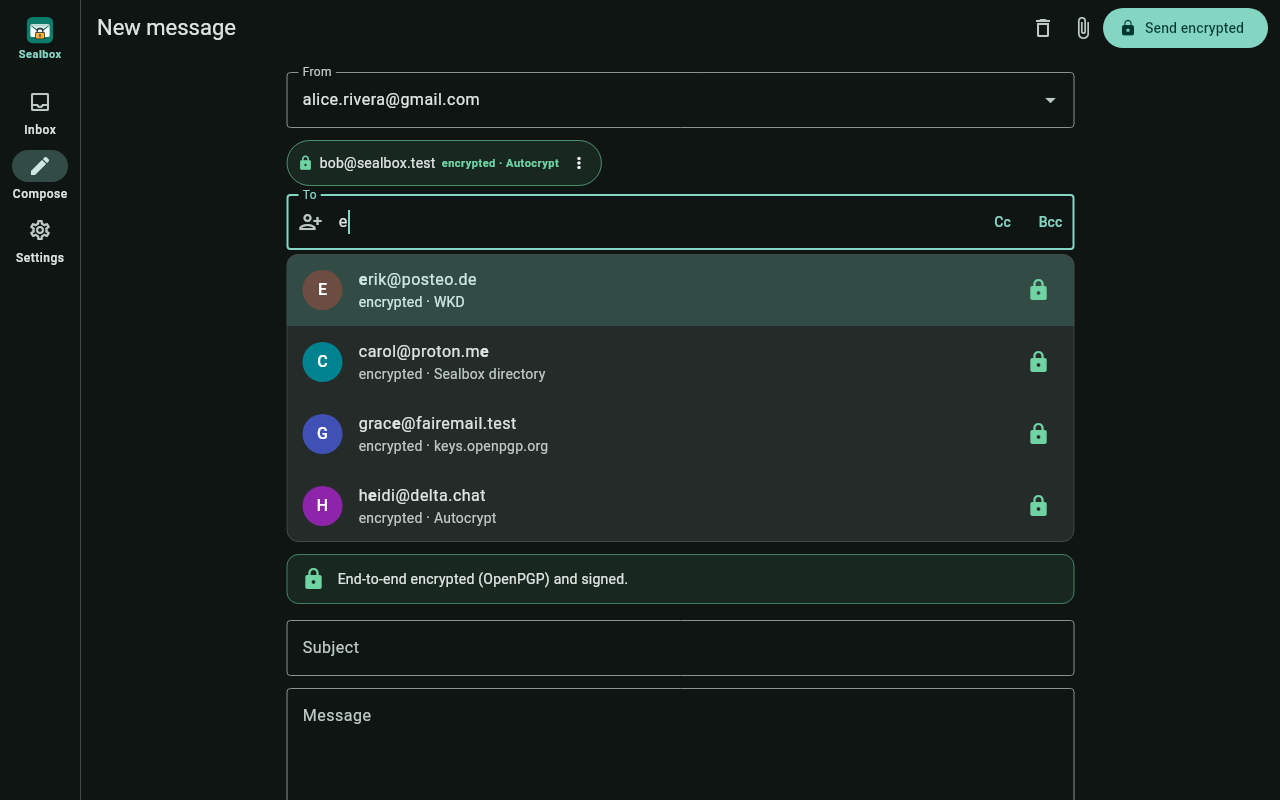 New message
Send encrypted
Sealbox
Inbox
Compose
Settings
From
alice.rivera@gmail.com
bob@sealbox.test encrypted · Autocrypt
To
e
Cc
Bcc
E
erik@posteo.de
encrypted · WKD
C
carol@proton.me
encrypted · Sealbox directory
G
grace@fairemail.test
encrypted · keys.openpgp.org
H
heidi@delta.chat
encrypted · Autocrypt
End-to-end encrypted (OpenPGP) and signed.
Subject
Message